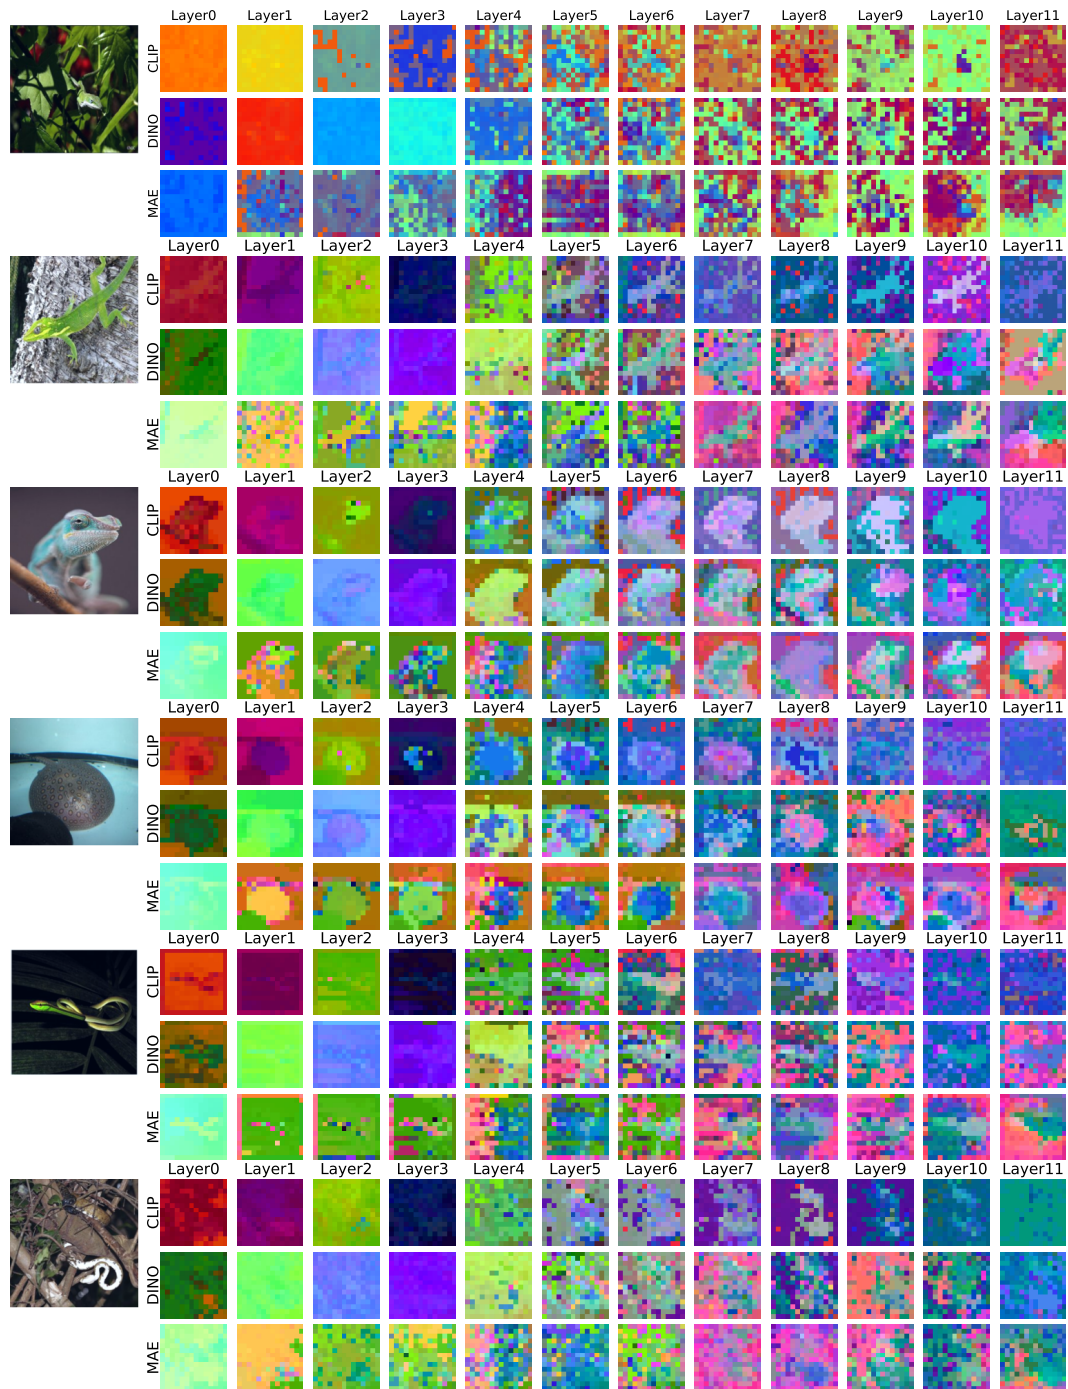 Layer0 Layer1 Layer2 Layer3 Layer4 Layer5 Layer6 Layer7 Layer8 Layer9 Layer10 Layer11
CLIP
DINO
MAE
Layer0 Layer1 Layer2 Layer3 Layer4 Layer5 Layer6 Layer7 Layer8 Layer9 Layer10 Layer11
CLIP
DINO
MAE
Layer0 Layer1 Layer2 Layer3 Layer4 Layer5 Layer6 Layer7 Layer8 Layer9 Layer10 Layer11
CLIP
DINO
MAE
Layer0 Layer1 Layer2 Layer3 Layer4 Layer5 Layer6 Layer7 Layer8 Layer9 Layer10 Layer11
CLIP
DINO
MAE
Layer0 Layer1 Layer2 Layer3 Layer4 Layer5 Layer6 Layer7 Layer8 Layer9 Layer10 Layer11
CLIP
DINO
MAE
Layer0 Layer1 Layer2 Layer3 Layer4 Layer5 Layer6 Layer7 Layer8 Layer9 Layer10 Layer11
CLIP
DINO
MAE